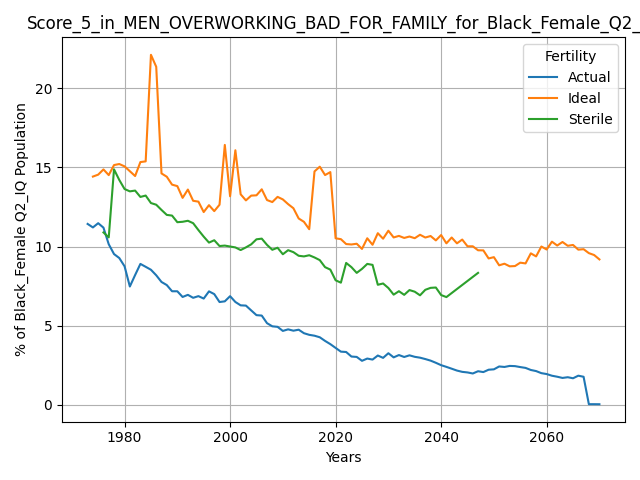 Score_5_in_MEN_OVERWORKING_BAD_FOR_FAMILY_for_Black_Female_Q2_
Fertility
Actual
Ideal
Sterile
% of Black_Female Q2_IQ Population
20
15
10
5
0
1980
2000
2020
2040
2060
Years